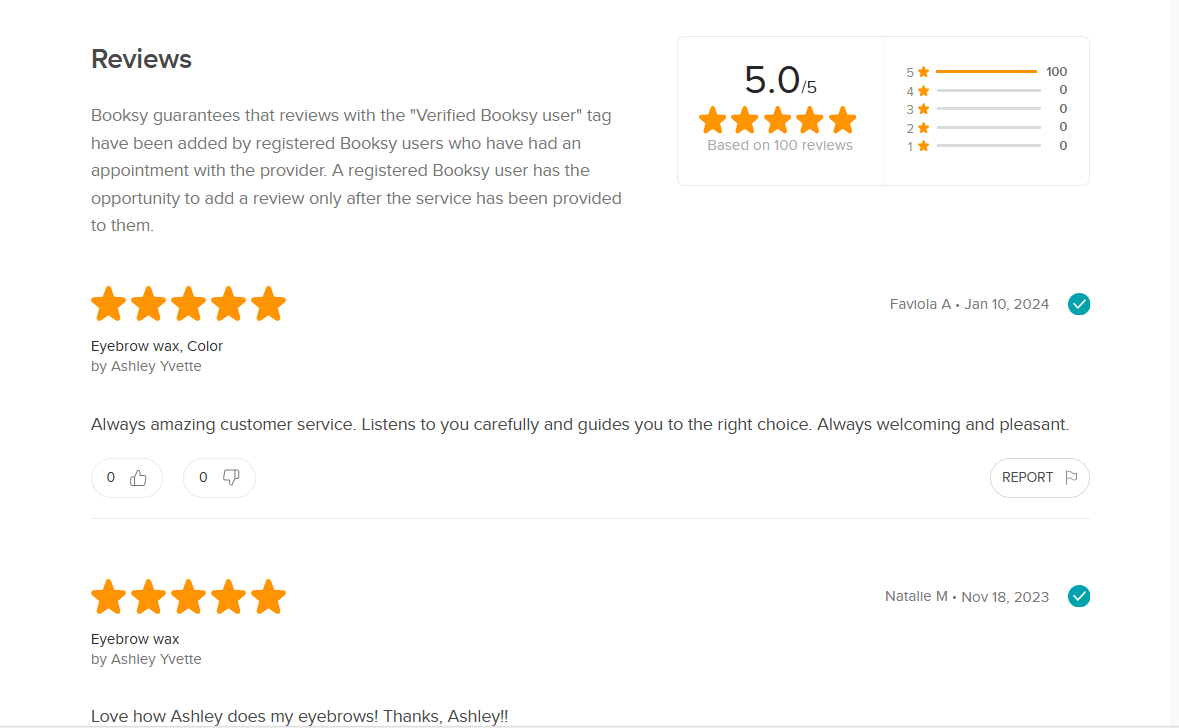 Reviews
Booksy guarantees that reviews with the "Verified Booksy user" tag
have been added by registered Booksy users who have had an
appointment with the provider. A registered Booksy user has the
opportunity to add a review only after the service has been provided
to them.
5.0/5
Based on 100 reviews
5 100
4 0
3 0
2 0
1 0
Faviola A • Jan 10, 2024
Eyebrow wax, Color
by Ashley Yvette
Always amazing customer service. Listens to you carefully and guides you to the right choice. Always welcoming and pleasant.
0 0 REPORT
Natalie M • Nov 18, 2023
Eyebrow wax
by Ashley Yvette
Love how Ashley does my eyebrows! Thanks, Ashley!!